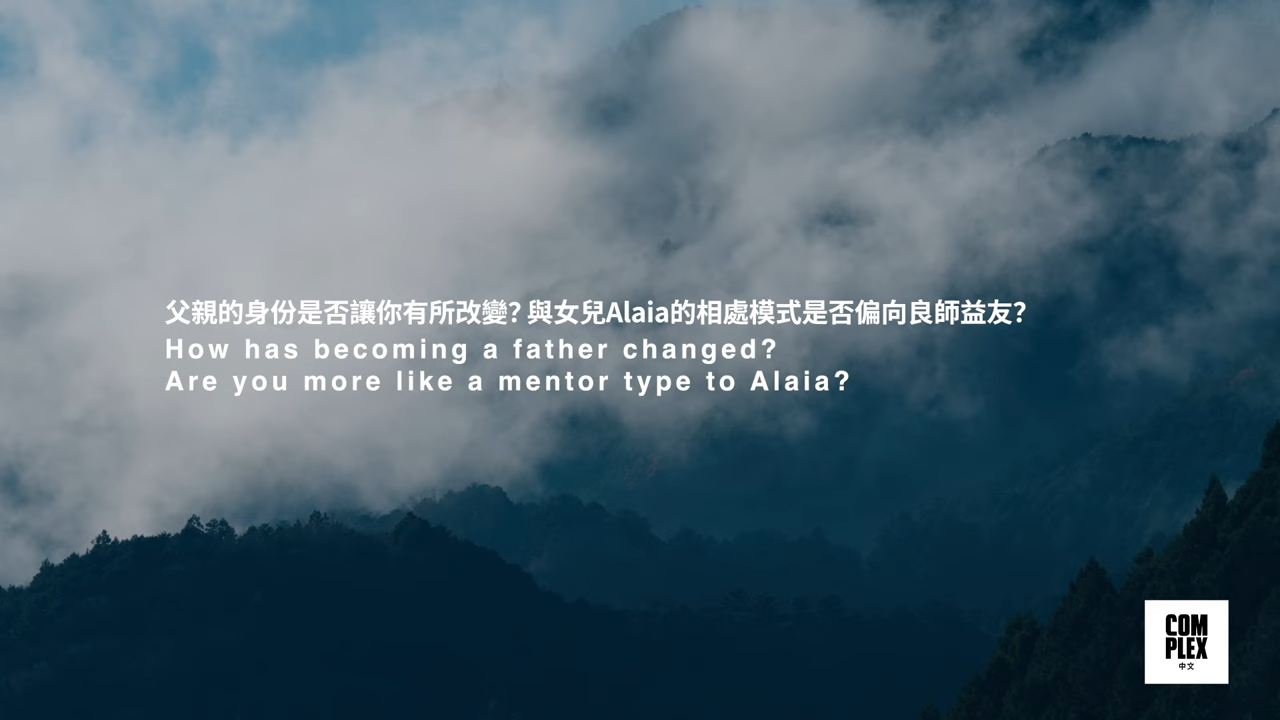 父親的身份是否讓你有所改變？與女兒Alaia的相處模式是否偏向良師益友？
How has becoming a father changed?
Are you more like a mentor type to Alaia?
COM
PLEX
中文